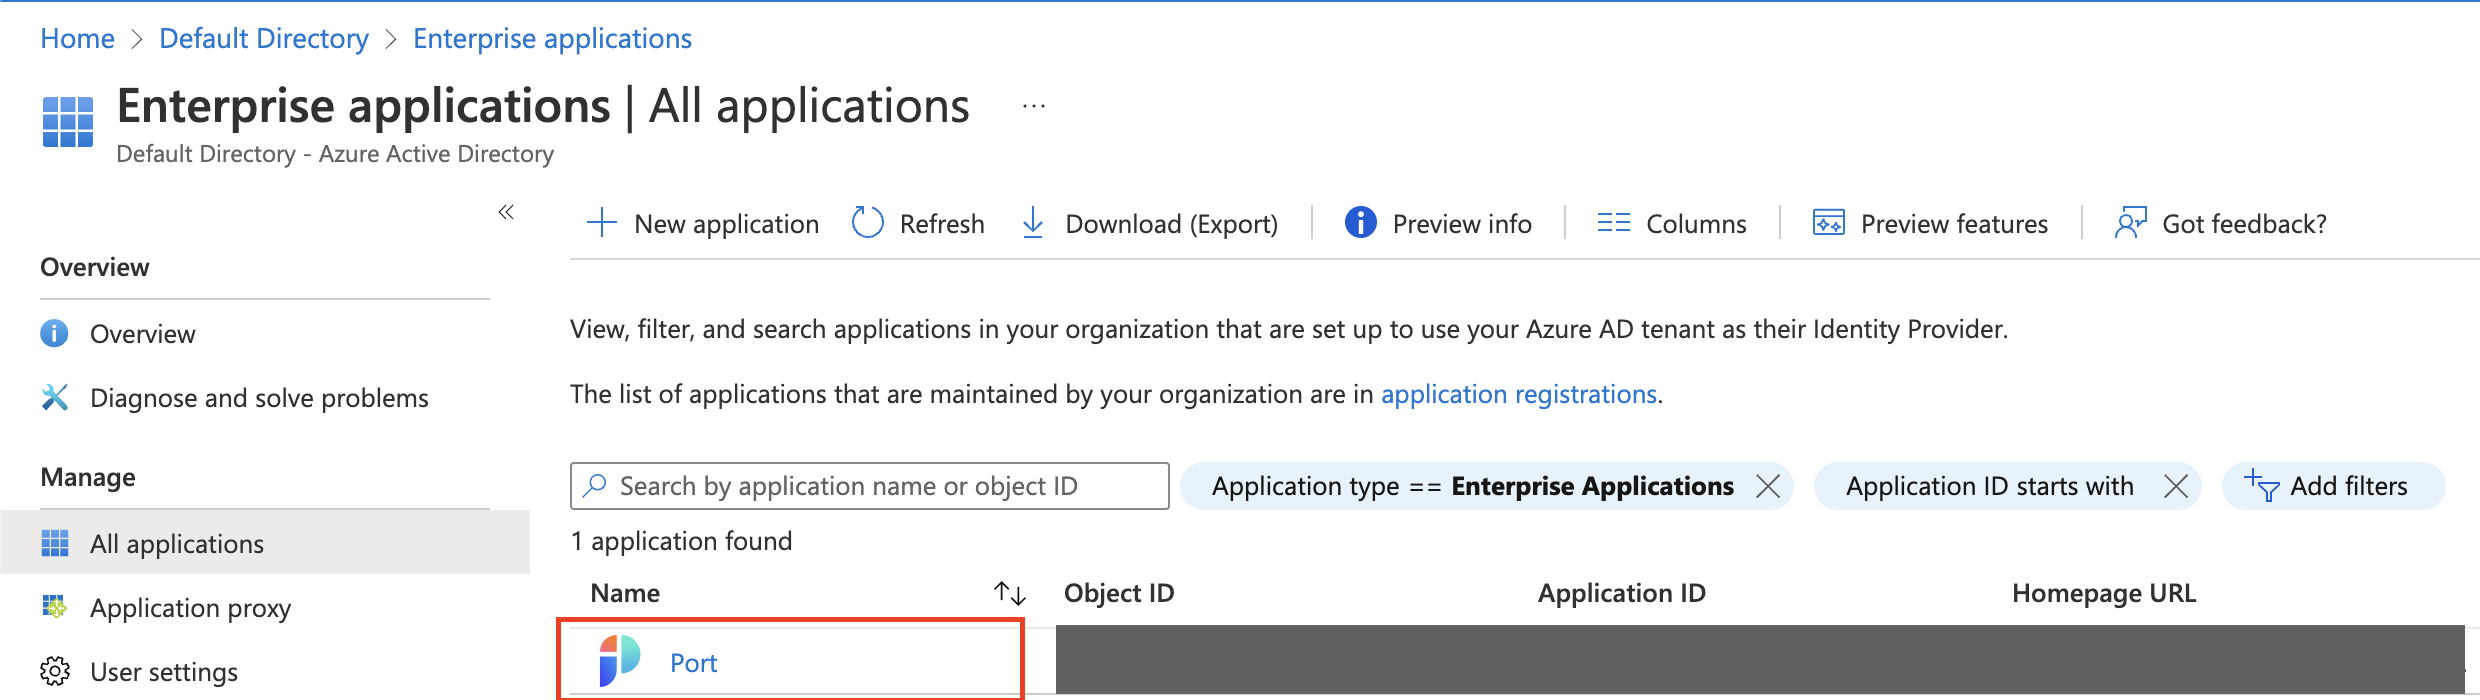 Home > Default Directory > Enterprise applications
Enterprise applications | All applications ...
Default Directory - Azure Active Directory
«
Overview
Overview
Diagnose and solve problems
Manage
All applications
Application proxy
User settings
New application Refresh Download (Export) Preview info Columns Preview features Got feedback?
View, filter, and search applications in your organization that are set up to use your Azure AD tenant as their Identity Provider.
The list of applications that are maintained by your organization are in application registrations.
Search by application name or object ID Application type == Enterprise Applications Application ID starts with Add filters
1 application found
Name Object ID Application ID Homepage URL
Port